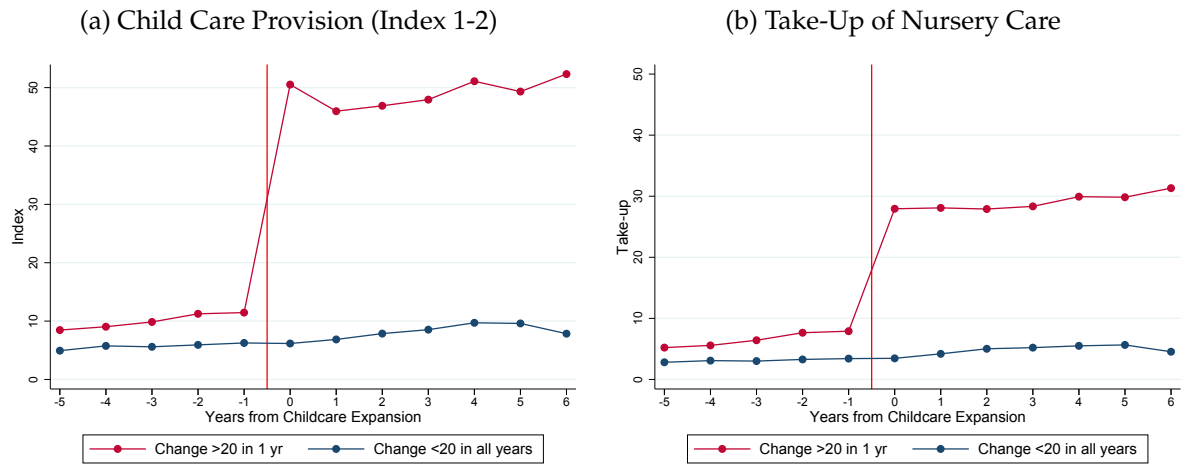 (a) Child Care Provision (Index 1-2)
Index
50
40
30
20
10
0
-5 -4 -3 -2 -1 0 1 2 3 4 5 6
Years from Childcare Expansion
Change >20 in 1 yr Change <20 in all years
(b) Take-Up of Nursery Care
Take-up
50
40
30
20
10
0
-5 -4 -3 -2 -1 0 1 2 3 4 5 6
Years from Childcare Expansion
Change >20 in 1 yr Change <20 in all years